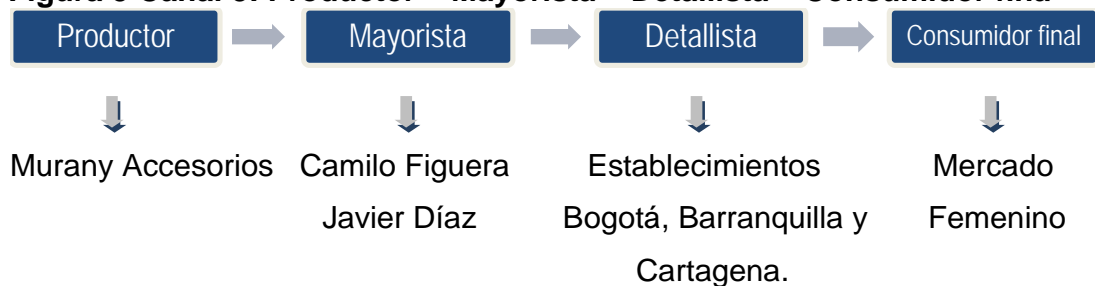 Productor Mayorista Detallista Consumidor final
Murany Accesorios Camilo Figuera Establecimientos Mercado
Javier Díaz Bogotá, Barranquilla y Femenino
Cartagena.